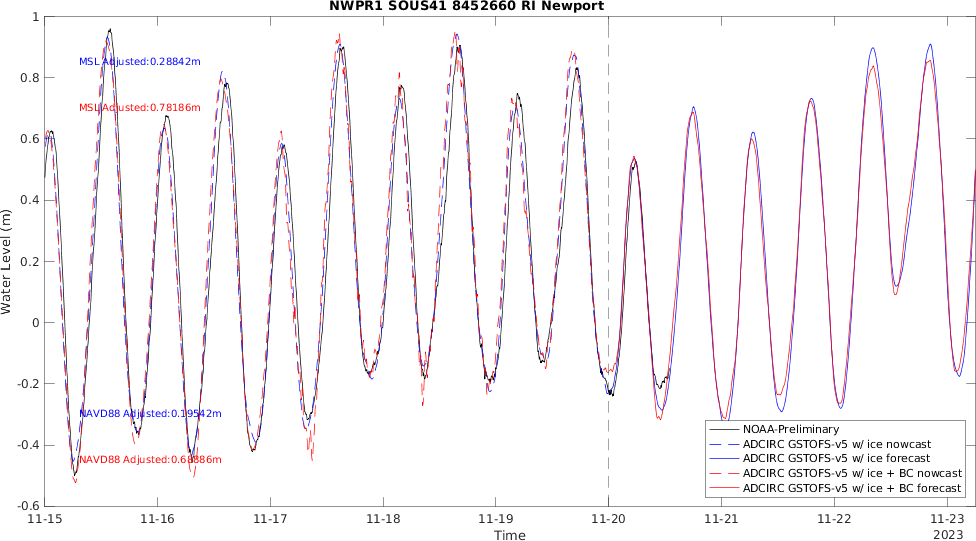 NWPR1 SOUS41 8452660 RI Newport
1
0.8
0.6
0.4
0.2
0
-0.2
-0.4
-0.6
Water Level (m)
MSL Adjusted:0.28842m
MSL Adjusted:0.78186m
NAVD88 Adjusted:0.19542m
NAVD88 Adjusted:0.68886m
NOAA-Preliminary
ADCIRC GSTOFS-v5 w/ ice nowcast
ADCIRC GSTOFS-v5 w/ ice forecast
ADCIRC GSTOFS-v5 w/ ice + BC nowcast
ADCIRC GSTOFS-v5 w/ ice + BC forecast
11-15 11-16 11-17 11-18 11-19 11-20 11-21 11-22 11-23
2023
Time